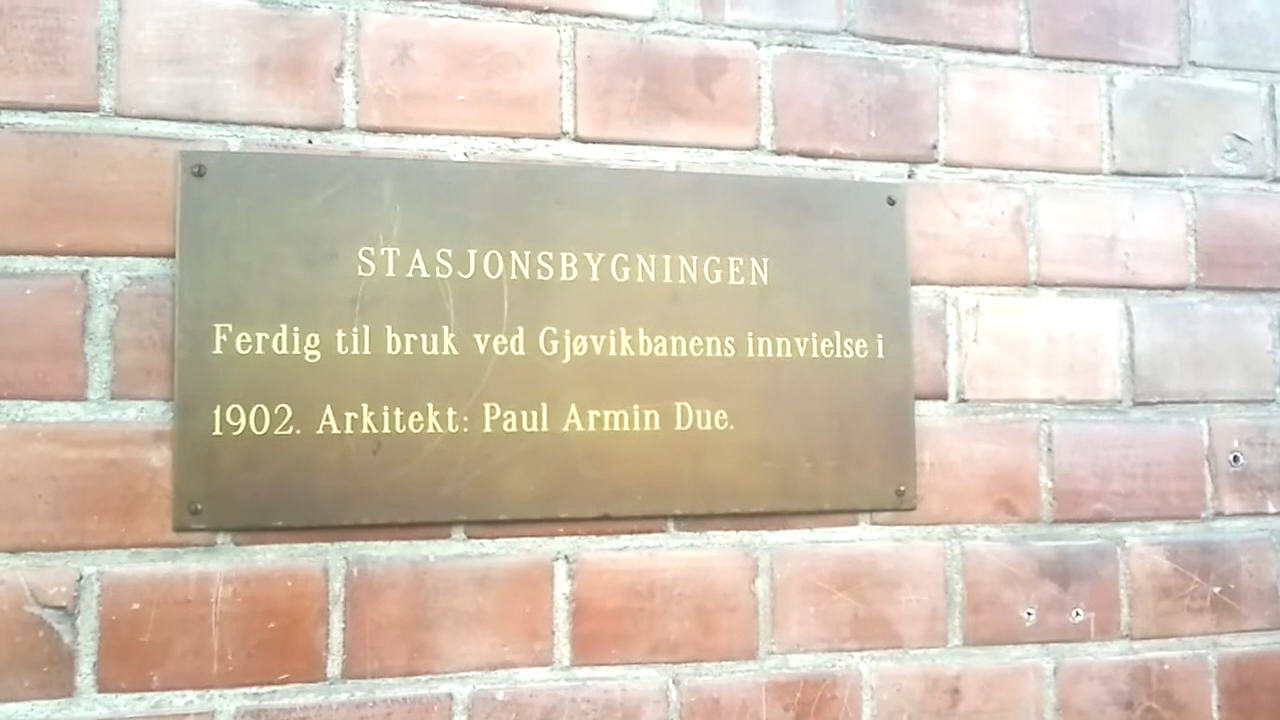 STASJONSBYGNINGEN
Ferdig til bruk ved Gjøvikbanens innvielse i
1902. Arkitekt: Paul Armin Due.